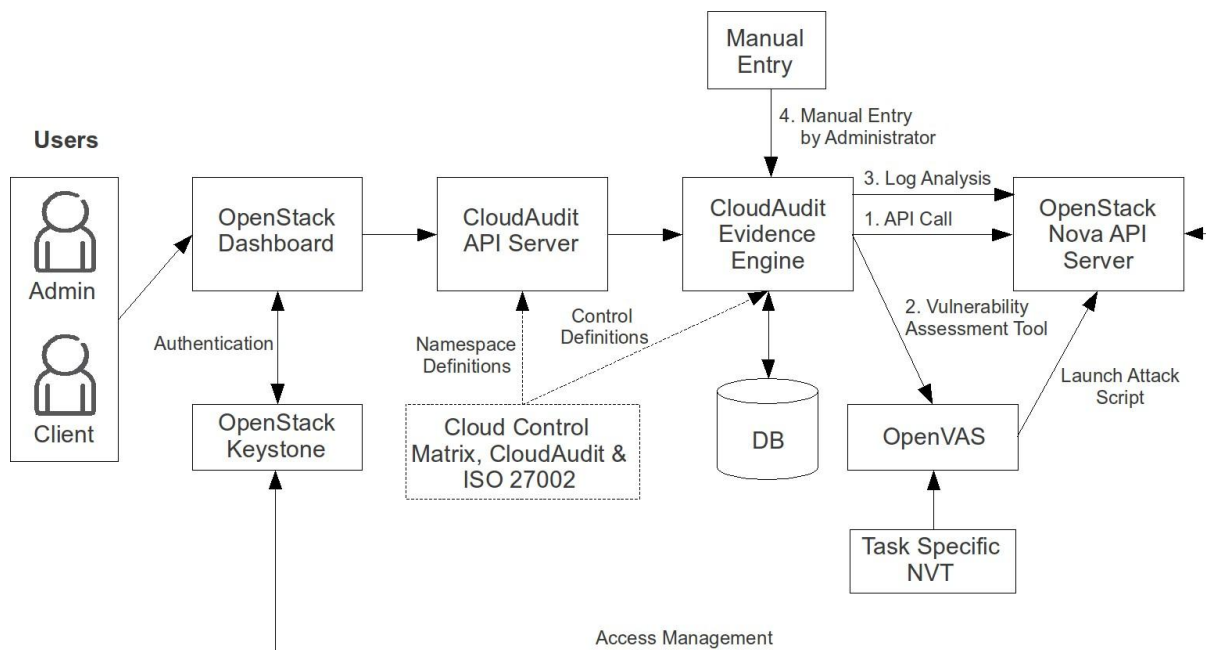 Manual
Entry
4. Manual Entry
by Administrator
Users
Admin
Client
OpenStack
Dashboard
CloudAudit
API Server
CloudAudit
Evidence
Engine
3. Log Analysis
1. API Call
OpenStack
Nova API
Server
Authentication
Namespace
Definitions
Control
Definitions
2. Vulnerability
Assessment Tool
Launch Attack
Script
OpenStack
Keystone
Cloud Control
Matrix, CloudAudit &
ISO 27002
DB
OpenVAS
Task Specific
NVT
Access Management